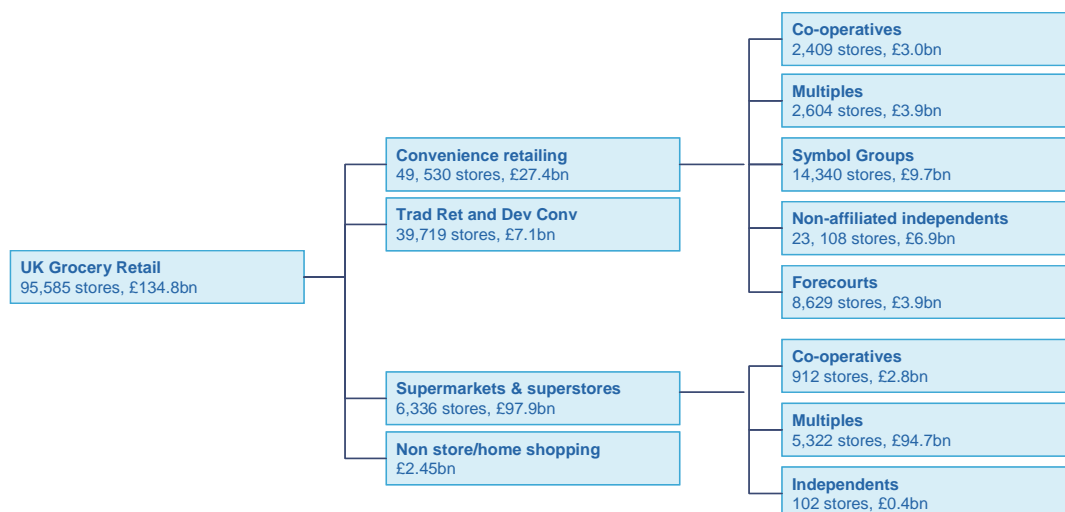 UK Grocery Retail
95,585 stores, £134.8bn
Convenience retailing
49, 530 stores, £27.4bn
Trad Ret and Dev Conv
39,719 stores, £7.1bn
Supermarkets & superstores
6,336 stores, £97.9bn
Non store/home shopping
£2.45bn
Co-operatives
2,409 stores, £3.0bn
Multiples
2,604 stores, £3.9bn
Symbol Groups
14,340 stores, £9.7bn
Non-affiliated independents
23, 108 stores, £6.9bn
Forecourts
8,629 stores, £3.9bn
Co-operatives
912 stores, £2.8bn
Multiples
5,322 stores, £94.7bn
Independents
102 stores, £0.4bn